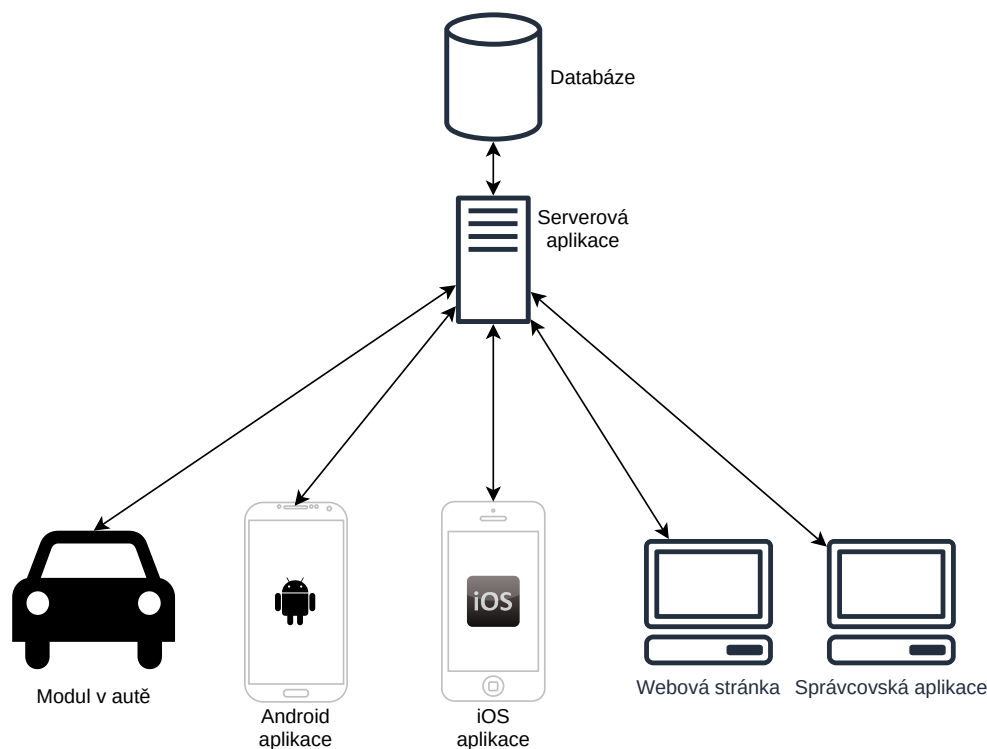 Databáze
Serverová
aplikace
iOS
Modul v autě
Android
aplikace
iOS
aplikace
Webová stránka
Správcovská aplikace